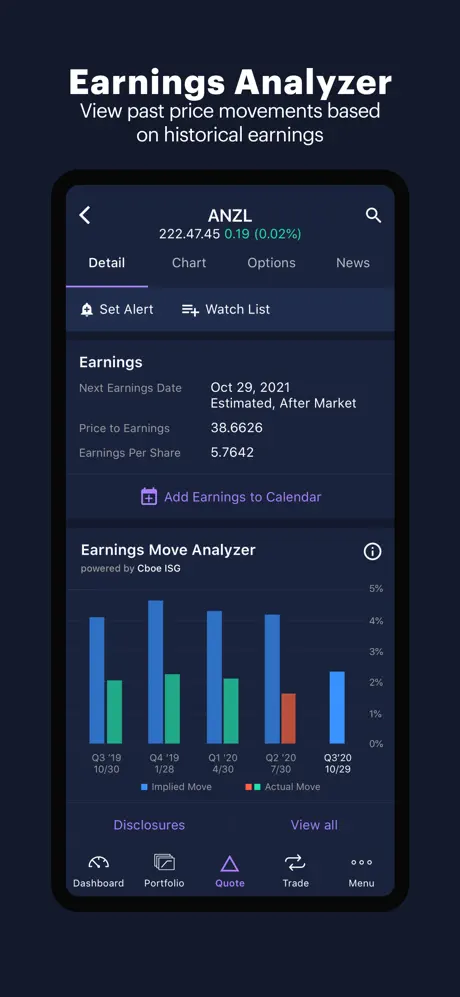 Earnings Analyzer
View past price movements based
on historical earnings
ANZL
222.47.45 0.19 (0.02%)
Detail Chart Options News
Set Alert Watch List
Earnings
Next Earnings Date Oct 29, 2021
Estimated, After Market
Price to Earnings 38.6626
Earnings Per Share 5.7642
Add Earnings to Calendar
Earnings Move Analyzer
powered by Cboe ISG
5%
4%
3%
2%
1%
0%
Q3 '19 Q4 '19 Q1 '20 Q2 '20 Q3'20
10/30 1/28 4/30 7/30 10/29
Implied Move Actual Move
Disclosures View all
Dashboard Portfolio Quote Trade Menu